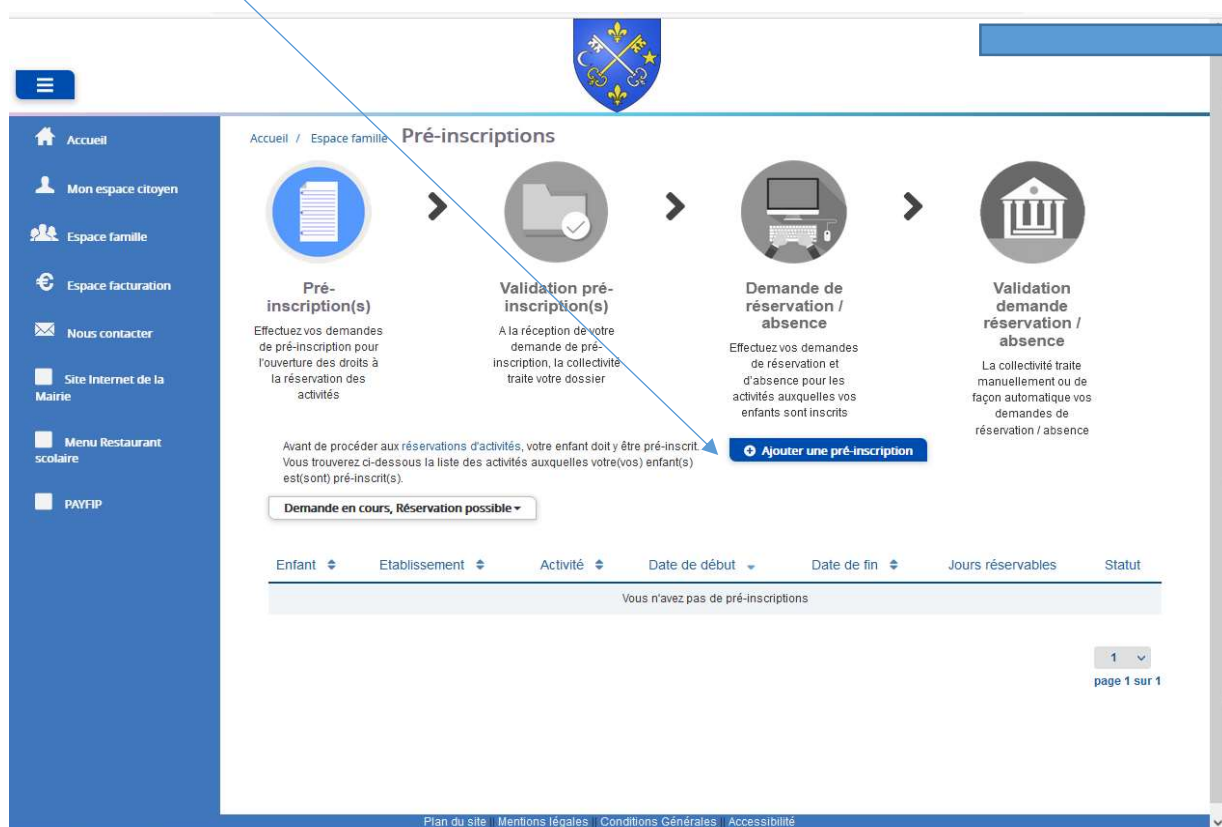 Accueil
Mon espace citoyen
Espace famille
Espace facturation
Nous contacter
Site Internet de la
Mairie
Menu Restaurant
scolaire
PAYFIP
Accueil / Espace famille Pré-inscriptions
Pré-
inscription(s)
Effectuez vos demandes
de pré-inscription pour
l'ouverture des droits à
la réservation des
activités
Validation pré-
inscription(s)
A la réception de votre
demande de pré-
inscription, la collectivité
traite votre dossier
Demande de
réservation /
absence
Effectuez vos demandes
de réservation et
d'absence pour les
activités auxquelles vos
enfants sont inscrits
Validation
demande
réservation /
absence
La collectivité traite
manuellement ou de
façon automatique vos
demandes de
réservation / absence
Avant de procéder aux réservations d'activités, votre enfant doit y être pré-inscrit.
Vous trouverez ci-dessous la liste des activités auxquelles votre(vos) enfant(s)
est(sont) pré-inscrit(s).
Ajouter une pré-inscription
Demande en cours, Réservation possible
Enfant Etablissement Activité Date de début Date de fin Jours réservables Statut
Vous n'avez pas de pré-inscriptions
1
page 1 sur 1
Plan du site || Mentions légales || Conditions Générales || Accessibilité